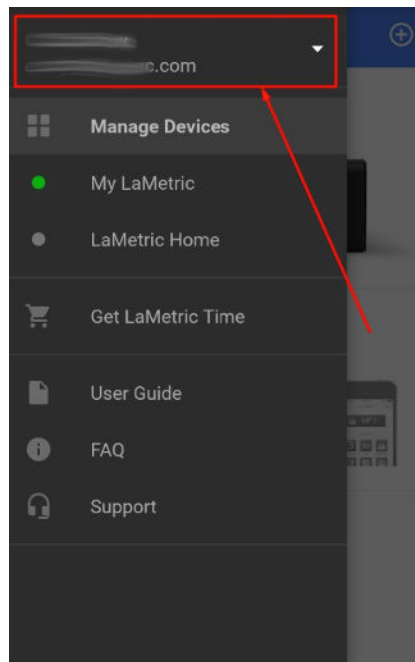 c.com
Manage Devices
My LaMetric
LaMetric Home
Get LaMetric Time
User Guide
FAQ
Support